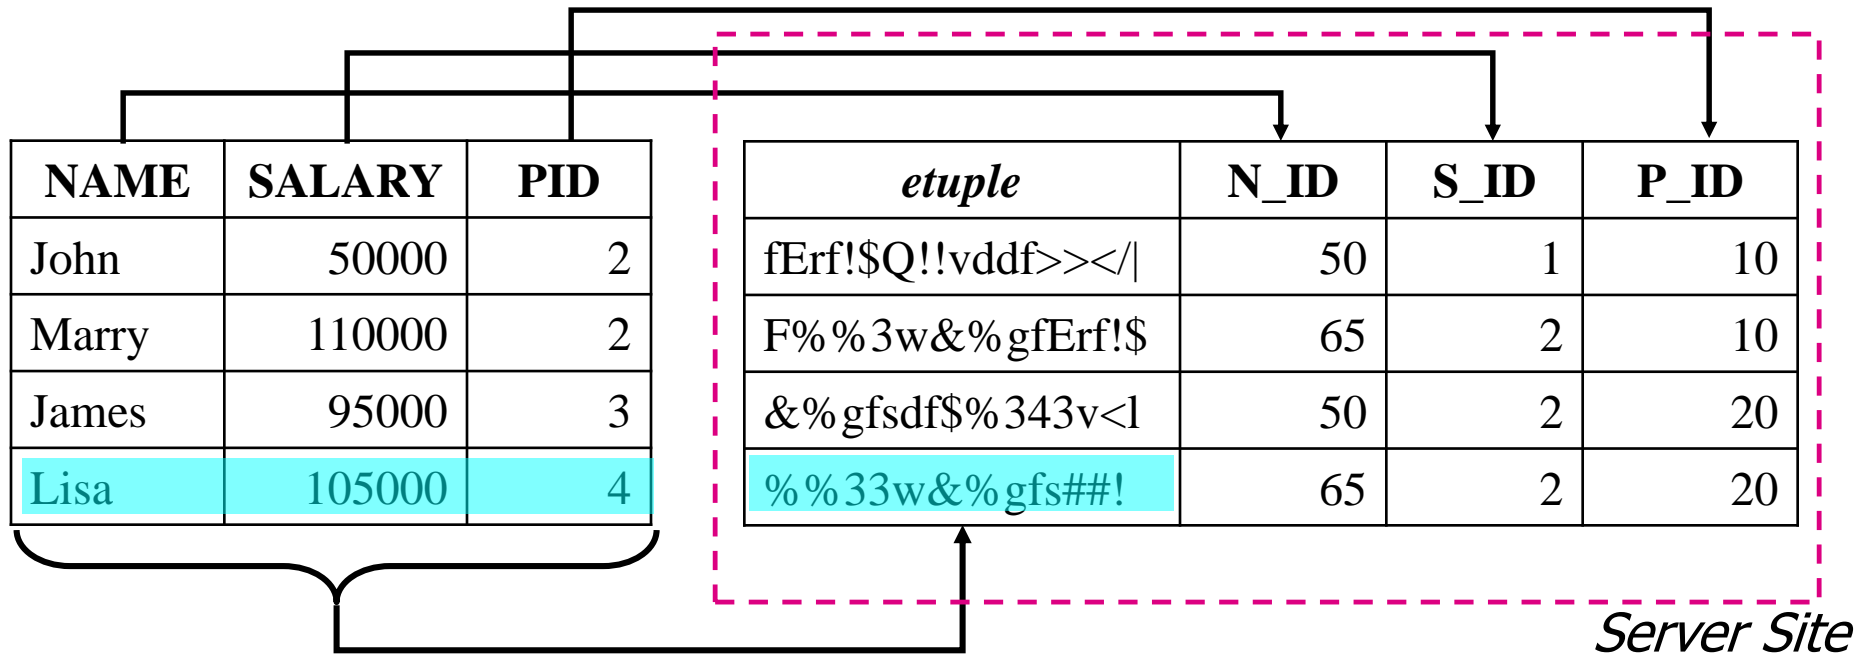 NAME SALARY PID
John 50000 2
Marry 110000 2
James 95000 3
Lisa 105000 4
etuple N_ID S_ID P_ID
fErf!$Q!!vddf>></| 50 1 10
F%%3w&%gfErf!$ 65 2 10
&%gfsdf$%343v<l 50 2 20
%%33w&%gfs##! 65 2 20
Server Site